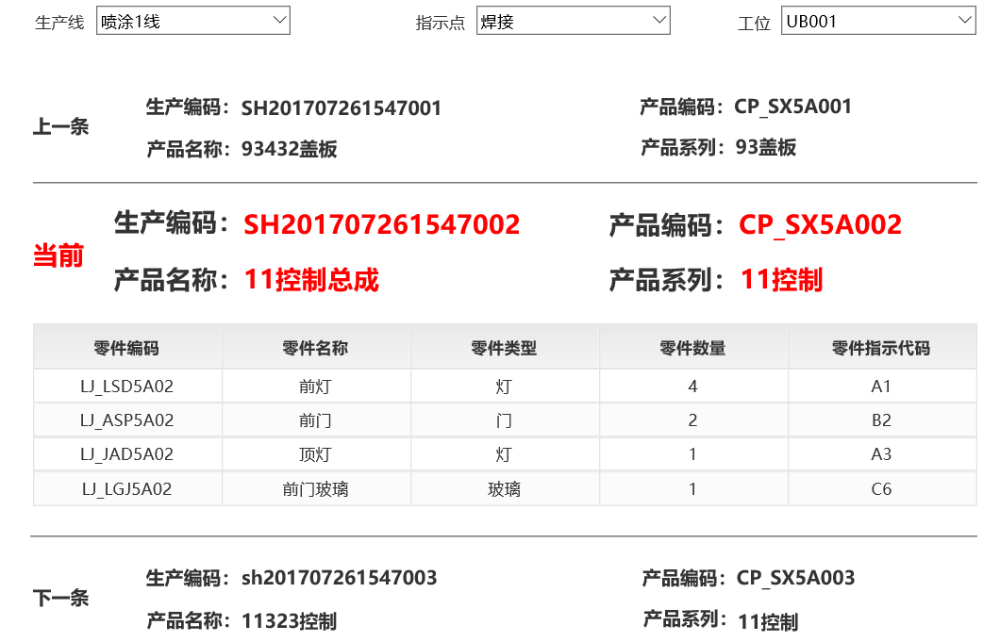 生产线 喷涂1线 指示点 焊接 工位 UB001
生产编码： SH201707261547001 产品编码： CP_SX5A001
上一条
产品名称： 93432盖板 产品系列： 93盖板
生产编码： SH201707261547002 产品编码： CP_SX5A002
当前
产品名称： 11控制总成 产品系列： 11控制
零件编码 零件名称 零件类型 零件数量 零件指示代码
LJ_LSD5A02 前灯 灯 4 A1
LJ_ASP5A02 前门 门 2 B2
LJ_JAD5A02 顶灯 灯 1 A3
LJ_LGJ5A02 前门玻璃 玻璃 1 C6
生产编码： sh201707261547003 产品编码： CP_SX5A003
下一条
产品名称： 11323控制 产品系列： 11控制